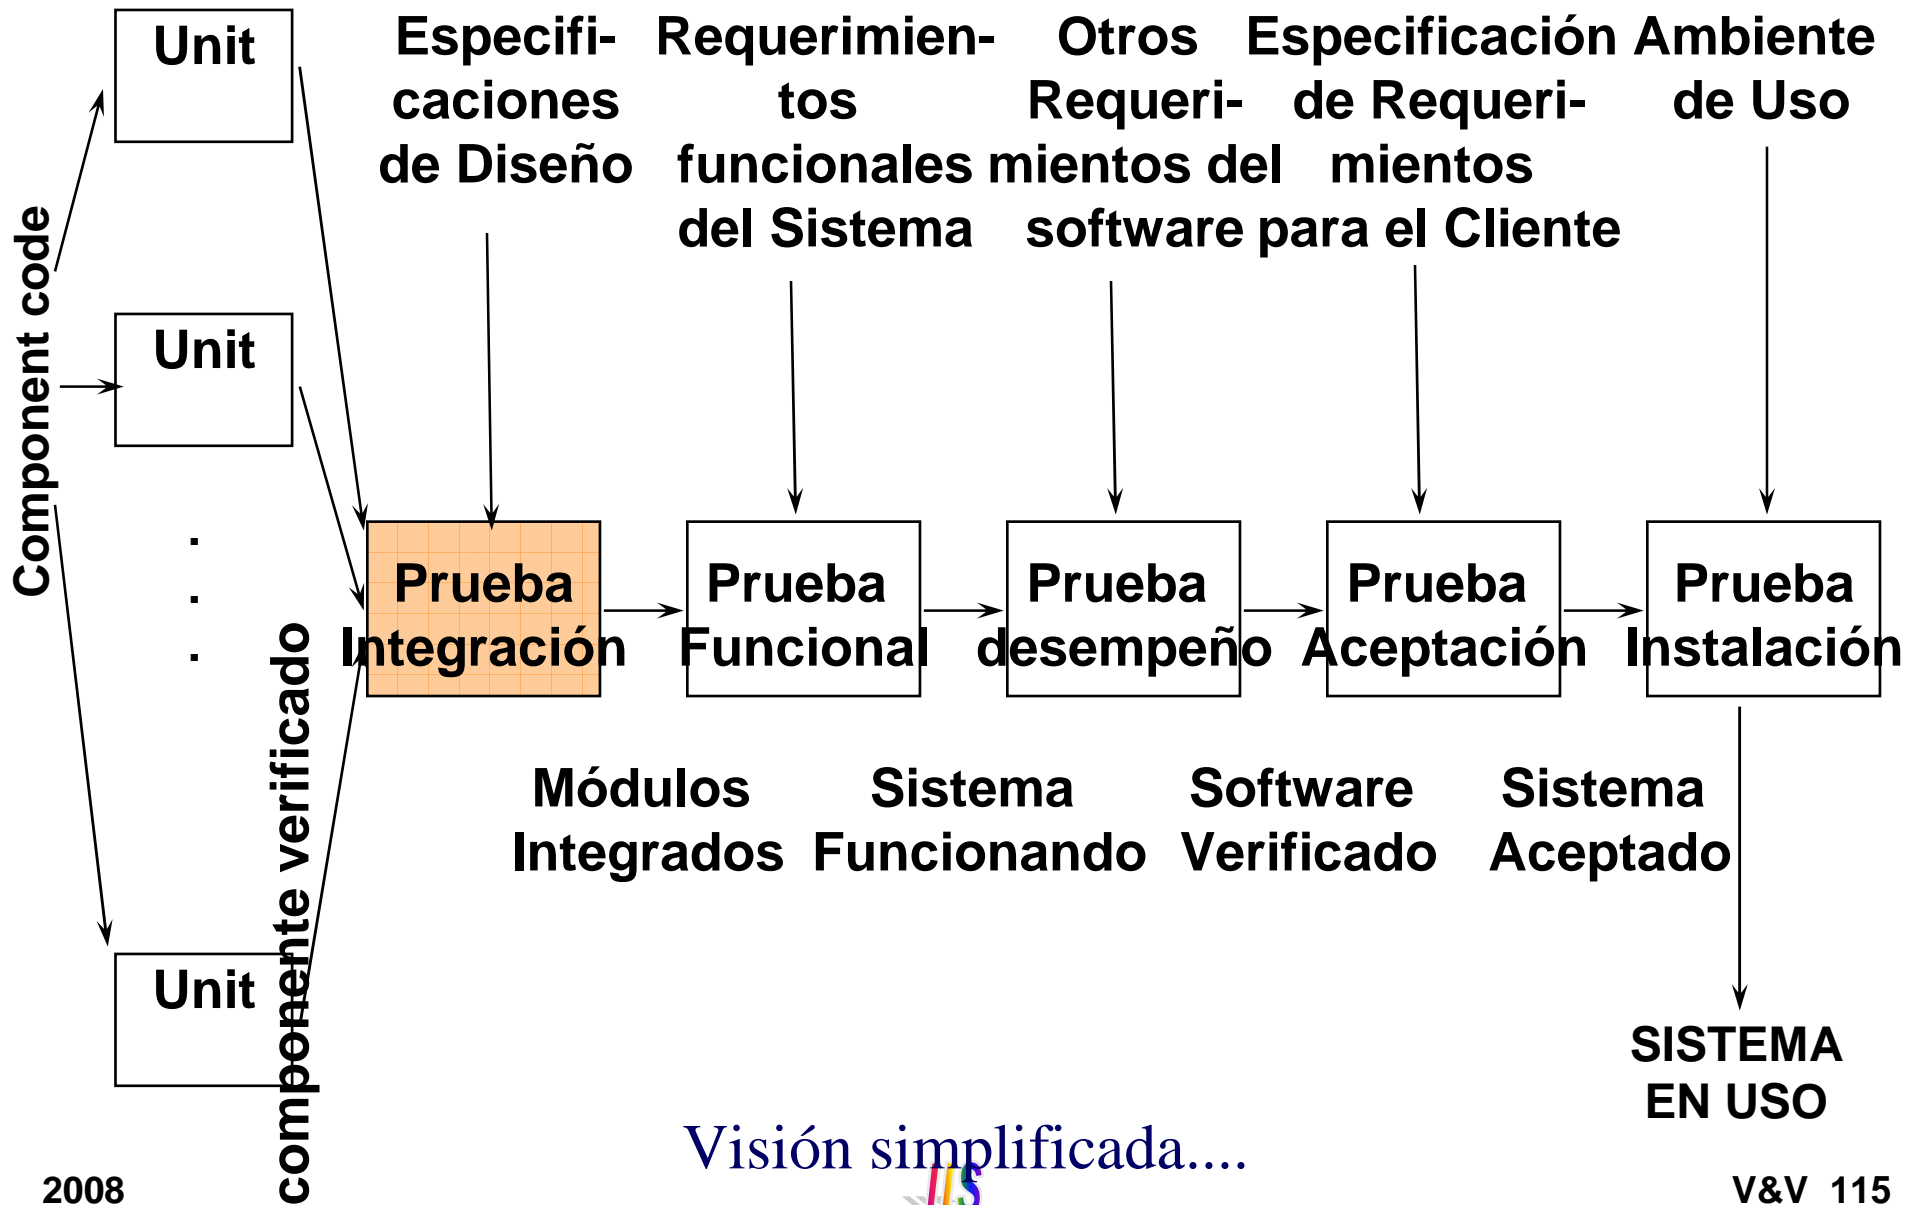 Unit
Especifi-
caciones
de Diseño
Requerimien-
tos
funcionales
del Sistema
Otros
Requeri-
mientos del
software
Especificación
de Requeri-
mientos
para el Cliente
Ambiente
de Uso
Component code
Unit
.
.
.
Unit
componente verificado
Prueba
Integración
Prueba
Funcional
Prueba
desempeño
Prueba
Aceptación
Prueba
Instalación
Módulos
Integrados
Sistema
Funcionando
Software
Verificado
Sistema
Aceptado
SISTEMA
EN USO
Visión simplificada....
2008
V&V 115